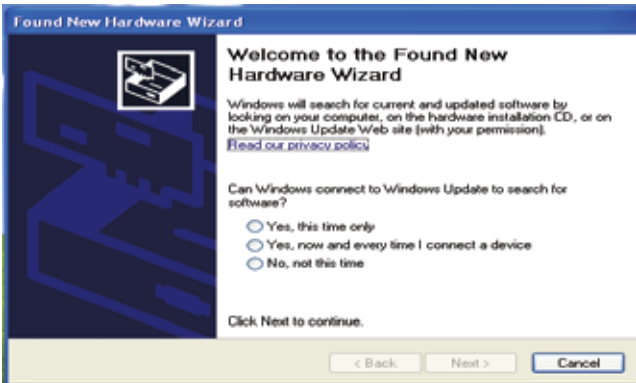 Found New Hardware Wizard
Welcome to the Found New
Hardware Wizard
Windows will search for current and updated software by
looking on your computer, on the hardware installation CD, or on
the Windows Update Web site (with your permission).
Read our privacy policy
Can Windows connect to Windows Update to search for
software?
Yes, this time only
Yes, now and every time I connect a device
No, not this time
Click Next to continue.
< Back
Next >
Cancel